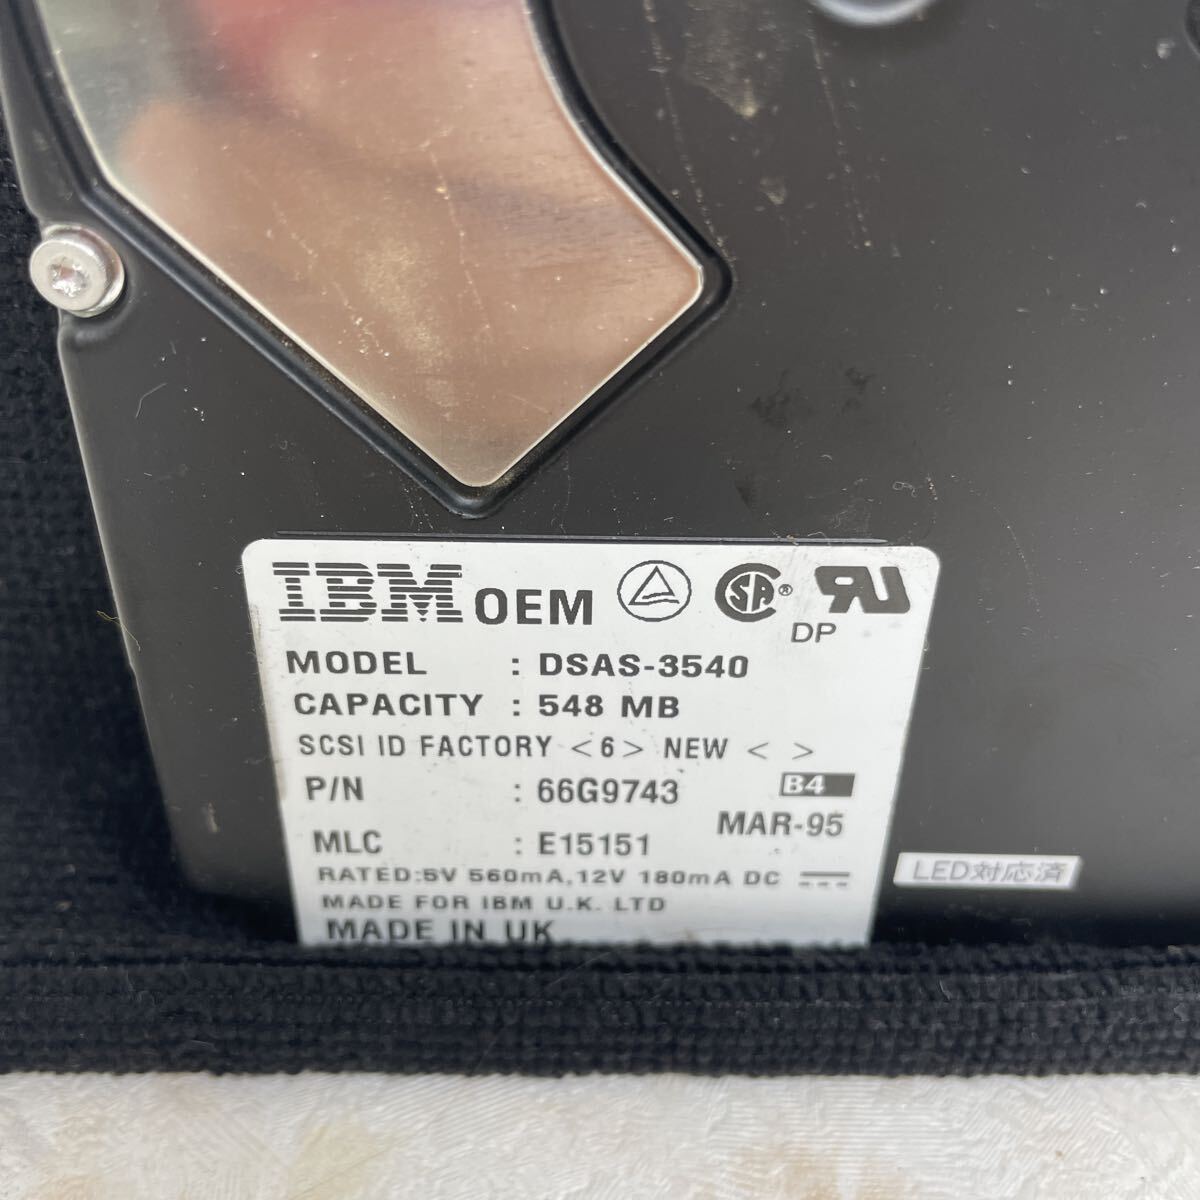 IBM OEM SA® RU
DP
MODEL : DSAS-3540
CAPACITY : 548 MB
SCSI ID FACTORY <6> NEW < >
P/N : 66G9743 B4
MAR-95
MLC : E15151
RATED:5V 560mA,12V 180mA DC
MADE FOR IBM U.K. LTD
MADE IN UK
LED対応済